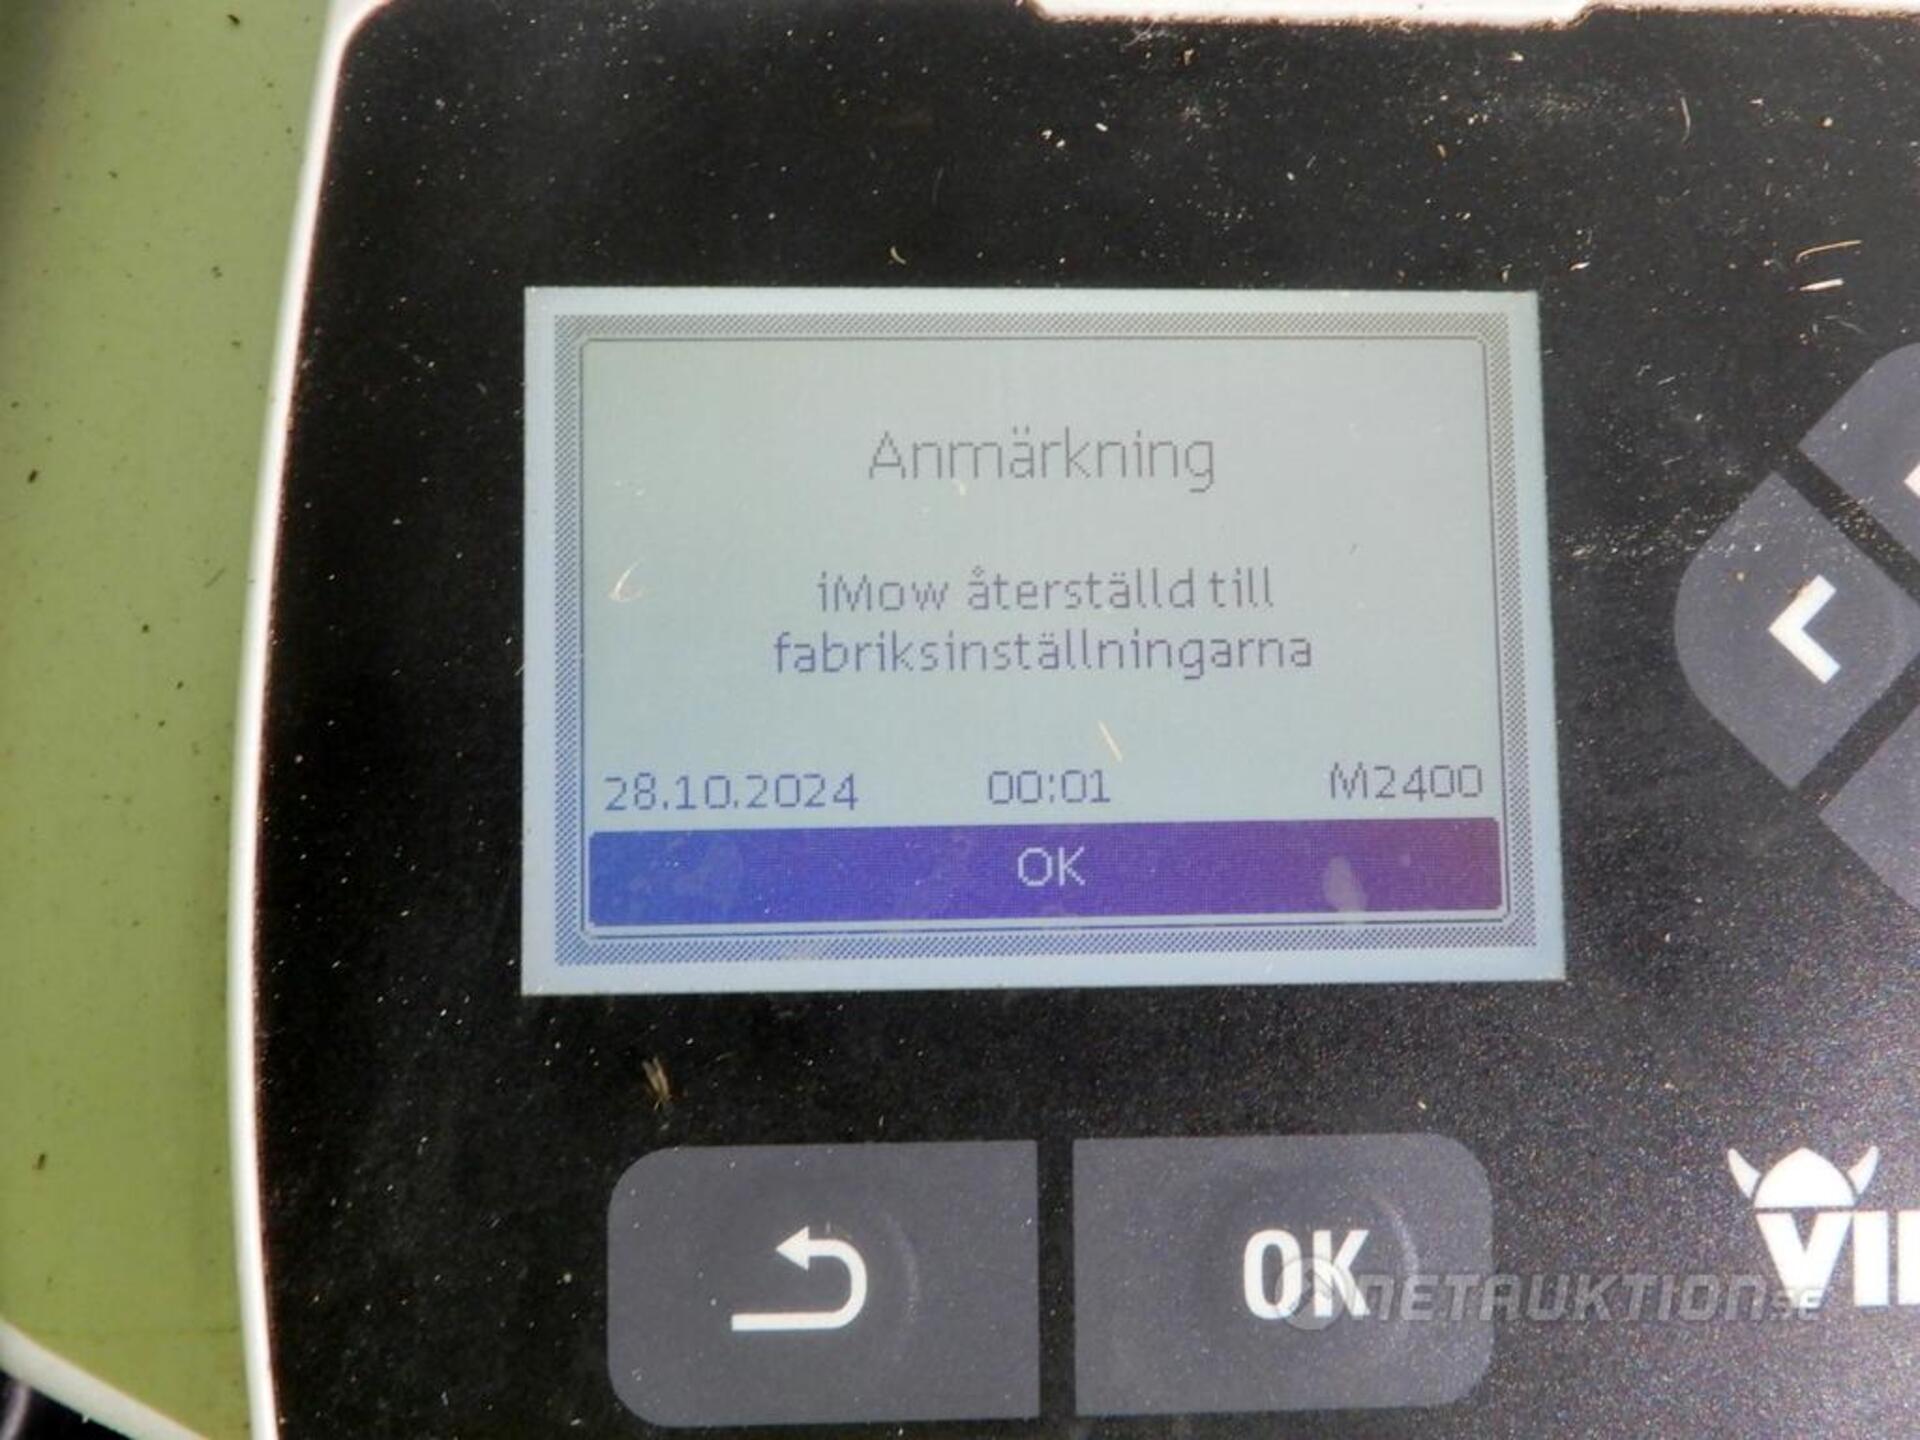 Anmärkning
iMow återställd till
fabriksinställningarna
28.10.2024 00:01 M2400
OK
OK
NETAUKTION.SE